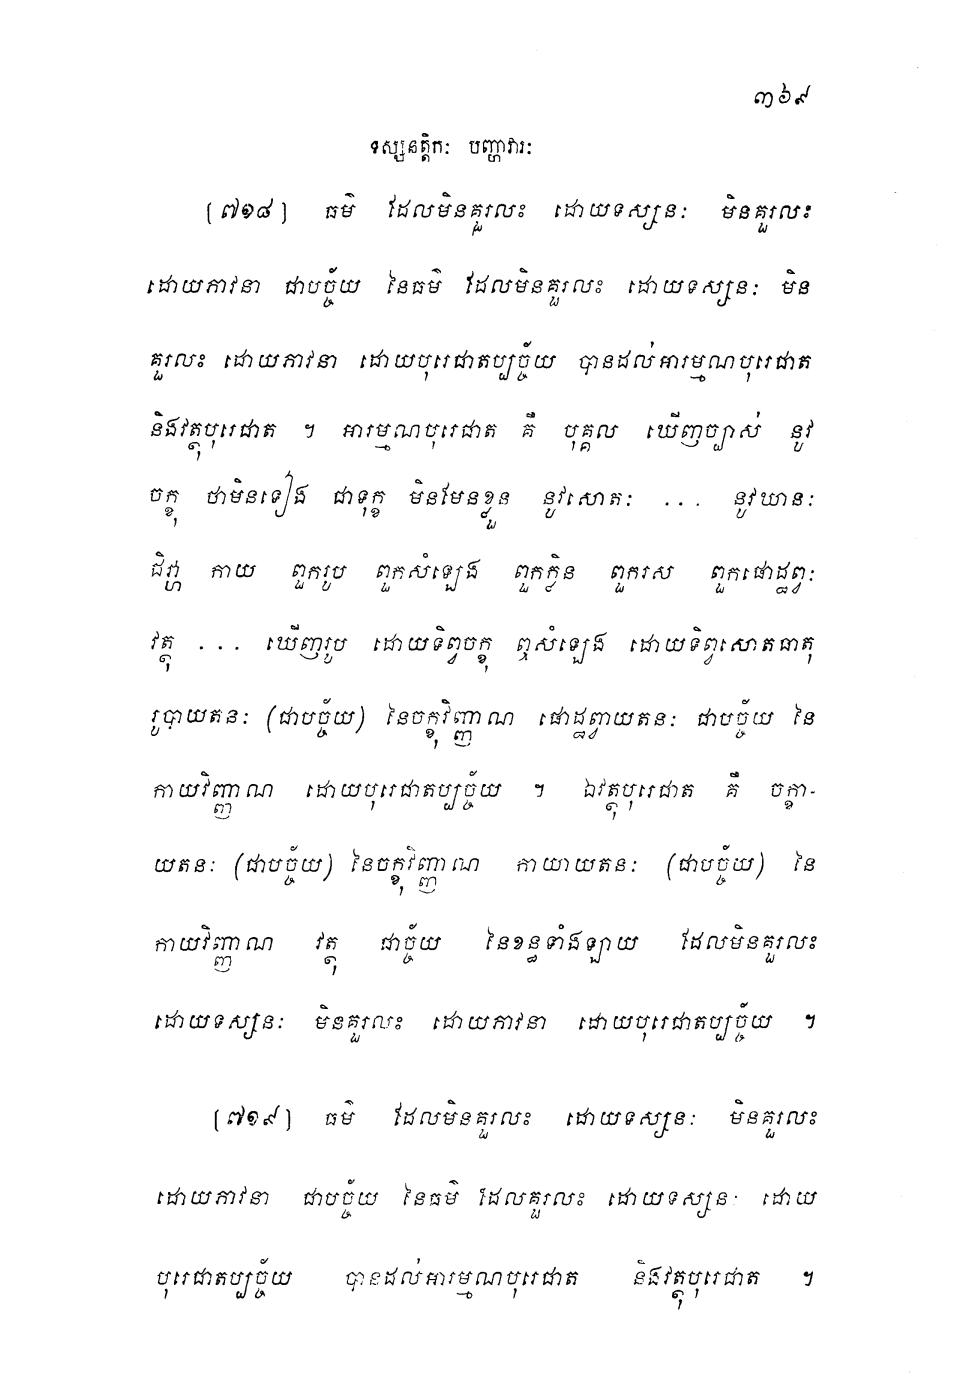 ៣៦៩
ទស្សនត្តិកៈ បញ្ហាវារៈ
(៧១៨) ធម៌ ដែលមិនគួរលះ ដោយទស្សនៈ មិនគួរលះ
ដោយភាវនា ជាបច្ច័យ នៃធម៌ ដែលមិនគួរលះ ដោយទស្សនៈ មិន
គួរលះ ដោយភាវនា ដោយបុរេជាតប្បច្ច័យ បានដល់អារម្មណបុរេជាត
និងវត្ថុបុរេជាត ។ អារម្មណបុរេជាត គឺ បុគ្គល ឃើញច្បាស់ នូវ
ចក្ខុ ថាមិនទៀង ជាទុក្ខ មិនមែនខ្លួន នូវសោតៈ ... នូវឃានៈ
ជិវ្ហា កាយ ពួករូប ពួកសំឡេង ពួកក្លិន ពួករស ពួកផោដ្ឋព្វៈ
វត្ថុ ... ឃើញរូប ដោយទិព្វចក្ខុ ឮសំឡេង ដោយទិព្វសោតធាតុ
រូបាយតនៈ (ជាបច្ច័យ) នៃចក្ខុវិញ្ញាណ ផោដ្ឋព្វាយតនៈ ជាបច្ច័យ នៃ
កាយវិញ្ញាណ ដោយបុរេជាតប្បច្ច័យ ។ ឯវត្ថុបុរេជាត គឺ ចក្ខា-
យតនៈ (ជាបច្ច័យ) នៃចក្ខុវិញ្ញាណ កាយាយតនៈ (ជាបច្ច័យ) នៃ
កាយវិញ្ញាណ វត្ថុ ជាច្ច័យ នៃខន្ធទាំងឡាយ ដែលមិនគួរលះ
ដោយទស្សនៈ មិនគួរលះ ដោយភាវនា ដោយបុរេជាតប្បច្ច័យ ។
(៧១៩) ធម៌ ដែលមិនគួរលះ ដោយទស្សនៈ មិនគួរលះ
ដោយភាវនា ជាបច្ច័យ នៃធម៌ ដែលគួរលះ ដោយទស្សនៈ ដោយ
បុរេជាតប្បច្ច័យ បានដល់អារម្មណបុរេជាត និងវត្ថុបុរេជាត ។